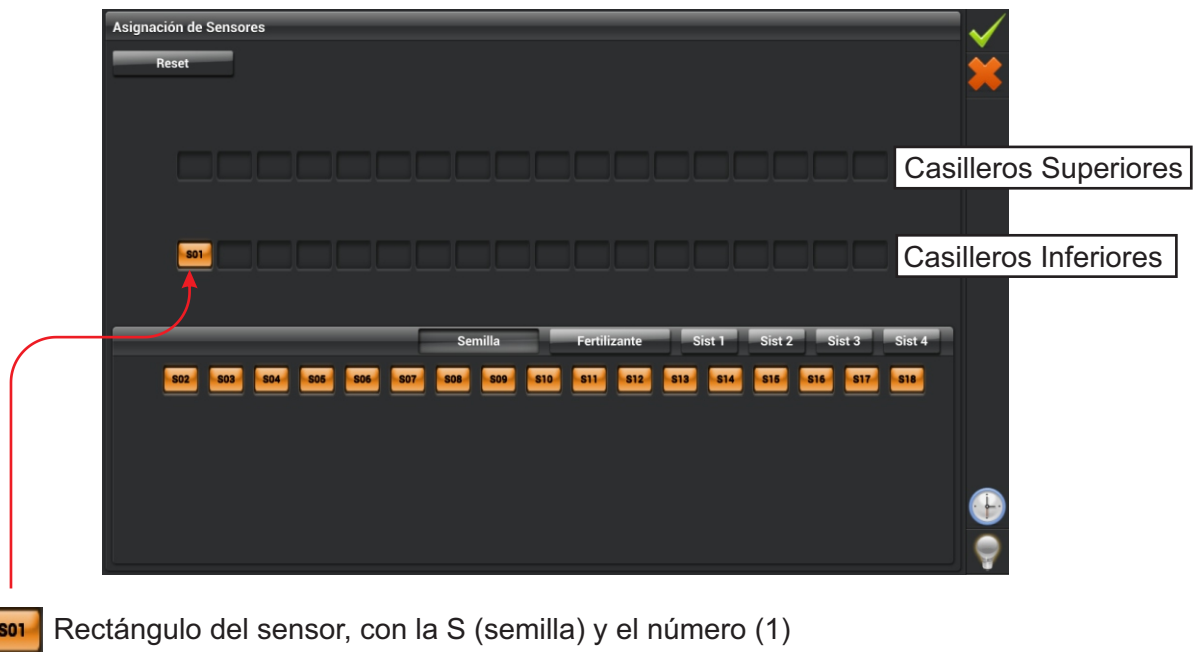 Asignación de Sensores
Reset
Casilleros Superiores
S01
Casilleros Inferiores
Semilla Fertilizante Sist 1 Sist 2 Sist 3 Sist 4
S02 S03 S04 S05 S06 S07 S08 S09 S10 S11 S12 S13 S14 S15 S16 S17 S18
S01 Rectángulo del sensor, con la S (semilla) y el número (1)